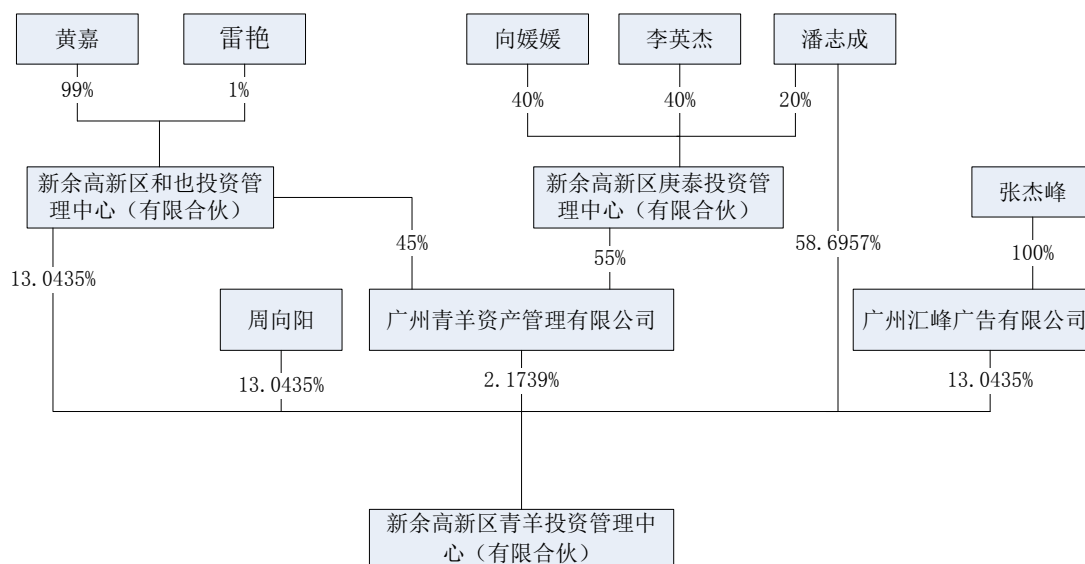 黄嘉
雷艳
向媛媛
李英杰
潘志成
99%
1%
40%
40%
20%
新余高新区和也投资管
理中心（有限合伙）
新余高新区庚泰投资管
理中心（有限合伙）
张杰峰
45%
55%
58.6957%
100%
13.0435%
周向阳
广州青羊资产管理有限公司
广州汇峰广告有限公司
13.0435%
2.1739%
13.0435%
新余高新区青羊投资管理中
心（有限合伙）